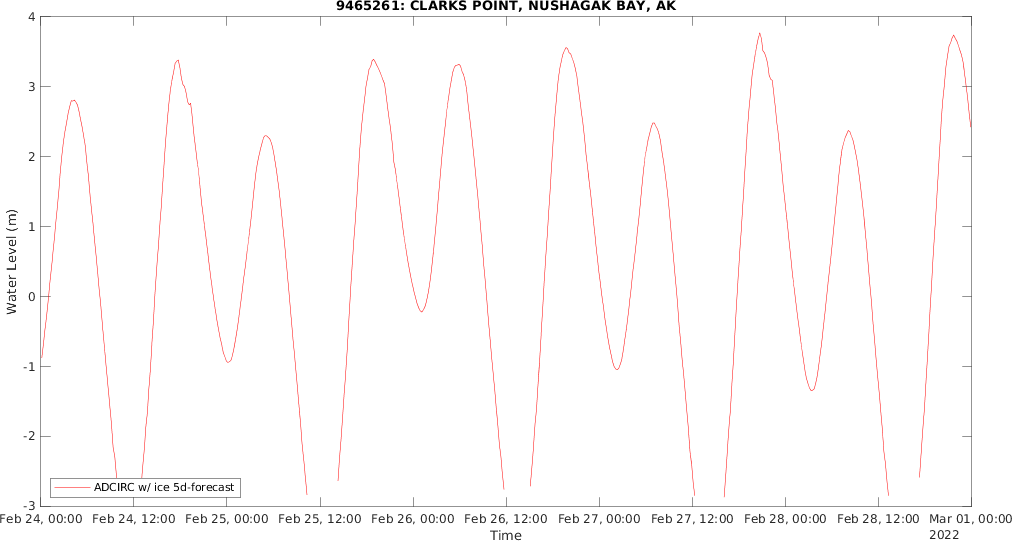 9465261: CLARKS POINT, NUSHAGAK BAY, AK
Water Level (m)
4
3
2
1
0
-1
-2
-3
ADCIRC w/ ice 5d-forecast
Feb 24, 00:00 Feb 24, 12:00 Feb 25, 00:00 Feb 25, 12:00 Feb 26, 00:00 Feb 26, 12:00 Feb 27, 00:00 Feb 27, 12:00 Feb 28, 00:00 Feb 28, 12:00 Mar 01, 00:00
2022
Time